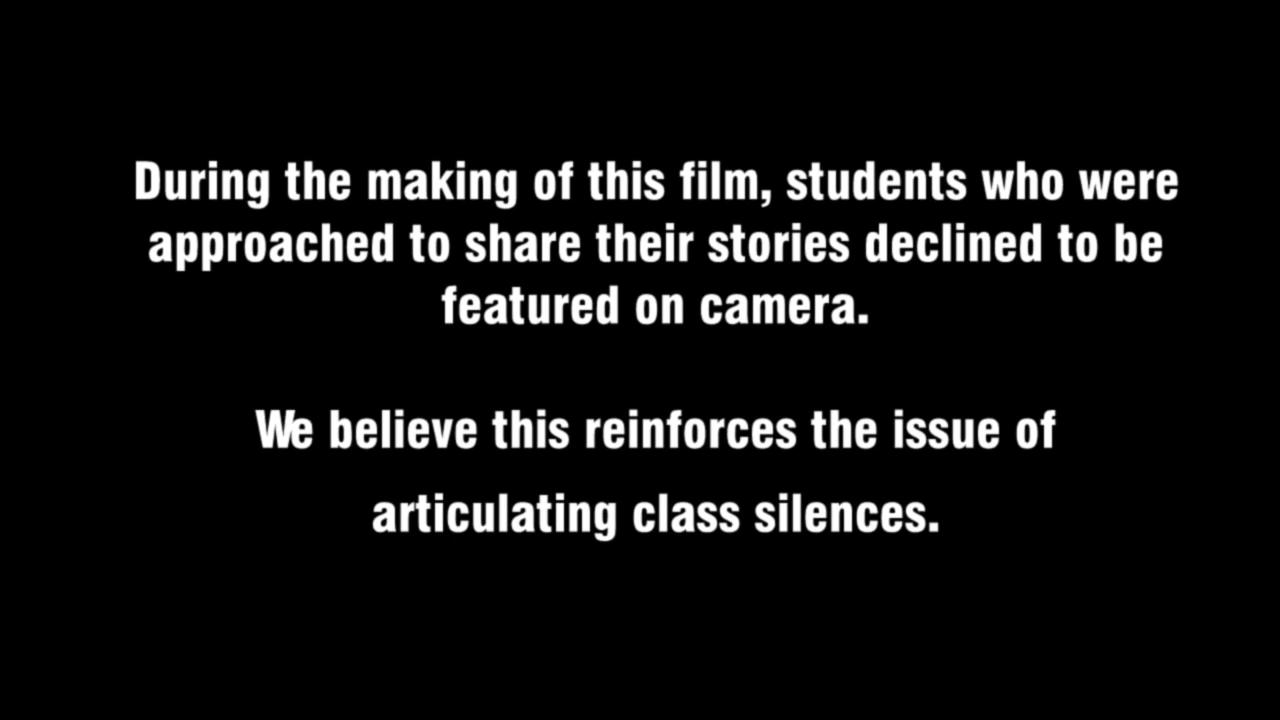 During the making of this film, students who were
approached to share their stories declined to be
featured on camera.
We believe this reinforces the issue of
articulating class silences.